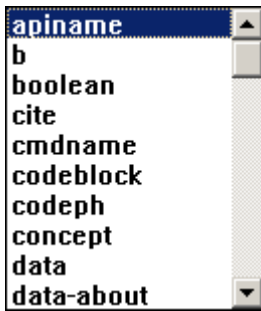 apiname
b
boolean
cite
cmdname
codeblock
codeph
concept
data
data-about